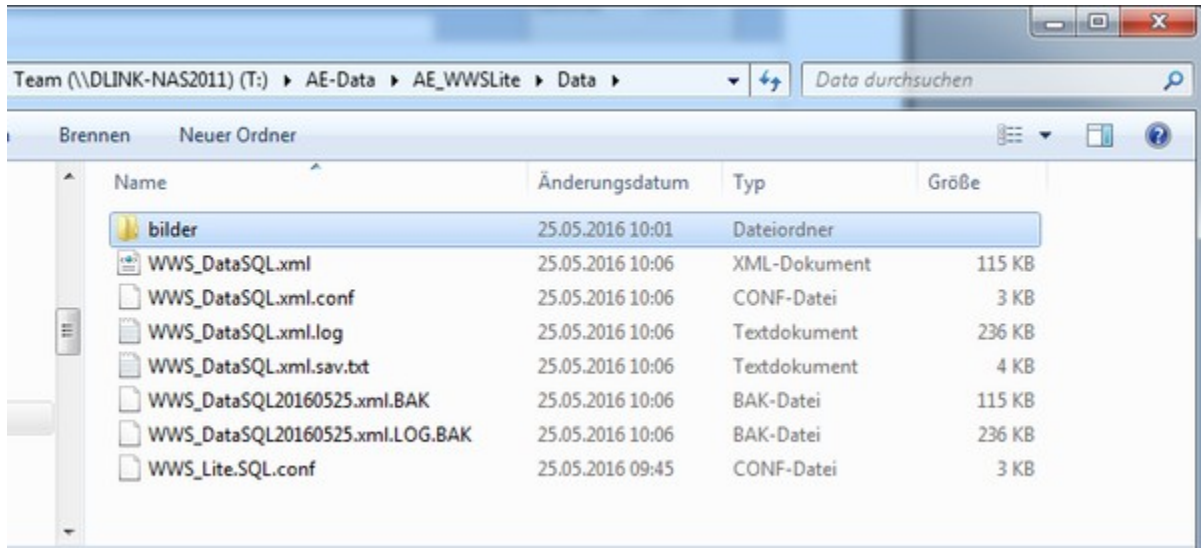 Team (\\DLINK-NAS2011) (T:) ▸ AE-Data ▸ AE_WWSLite ▸ Data ▸ Data durchsuchen
Brennen Neuer Ordner
Name Änderungsdatum Typ Größe
bilder 25.05.2016 10:01 Dateiordner
WWS_DataSQL.xml 25.05.2016 10:06 XML-Dokument 115 KB
WWS_DataSQL.xml.conf 25.05.2016 10:06 CONF-Datei 3 KB
WWS_DataSQL.xml.log 25.05.2016 10:06 Textdokument 236 KB
WWS_DataSQL.xml.sav.txt 25.05.2016 10:06 Textdokument 4 KB
WWS_DataSQL20160525.xml.BAK 25.05.2016 10:06 BAK-Datei 115 KB
WWS_DataSQL20160525.xml.LOG.BAK 25.05.2016 10:06 BAK-Datei 236 KB
WWS_Lite.SQL.conf 25.05.2016 09:45 CONF-Datei 3 KB